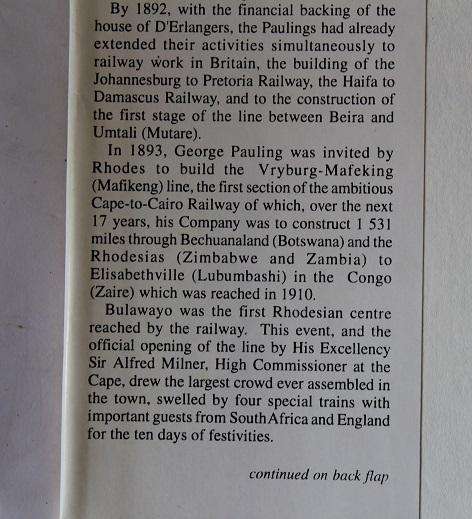 By 1892, with the financial backing of the
house of D'Erlangers, the Paulings had already
extended their activities simultaneously to
railway work in Britain, the building of the
Johannesburg to Pretoria Railway, the Haifa to
Damascus Railway, and to the construction of
the first stage of the line between Beira and
Umtali (Mutare).
In 1893, George Pauling was invited by
Rhodes to build the Vryburg-Mafeking
(Mafikeng) line, the first section of the ambitious
Cape-to-Cairo Railway of which, over the next
17 years, his Company was to construct 1 531
miles through Bechuanaland (Botswana) and the
Rhodesias (Zimbabwe and Zambia) to
Elisabethville (Lubumbashi) in the Congo
(Zaire) which was reached in 1910.
Bulawayo was the first Rhodesian centre
reached by the railway. This event, and the
official opening of the line by His Excellency
Sir Alfred Milner, High Commissioner at the
Cape, drew the largest crowd ever assembled in
the town, swelled by four special trains with
important guests from South Africa and England
for the ten days of festivities.
continued on back flap